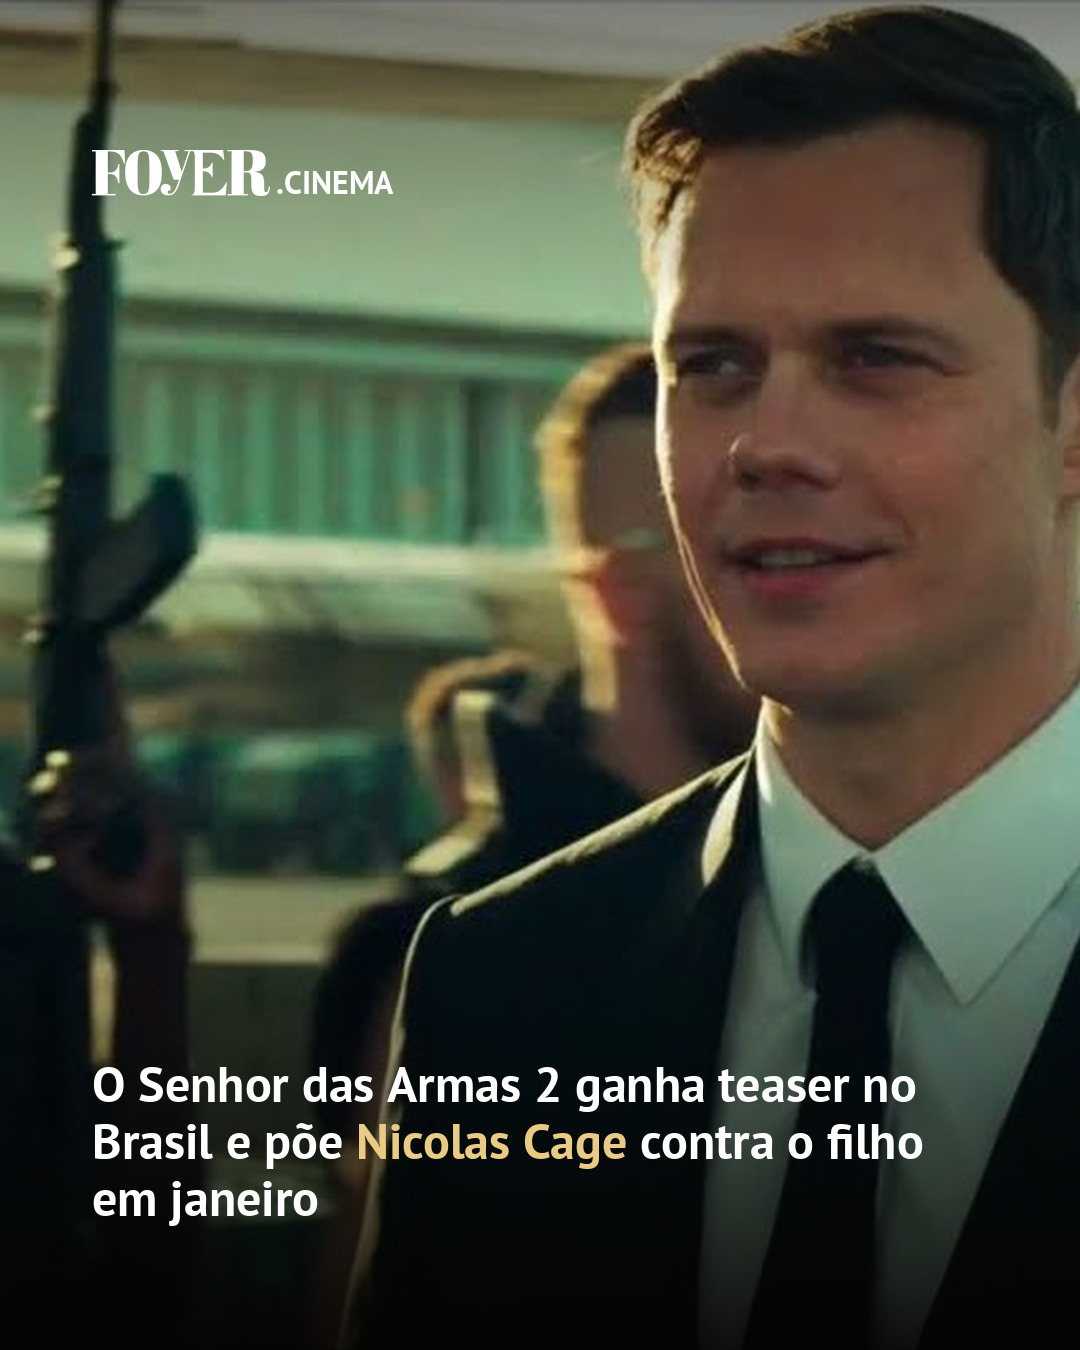 FOYER.CINEMA
O Senhor das Armas 2 ganha teaser no
Brasil e põe Nicolas Cage contra o filho
em janeiro